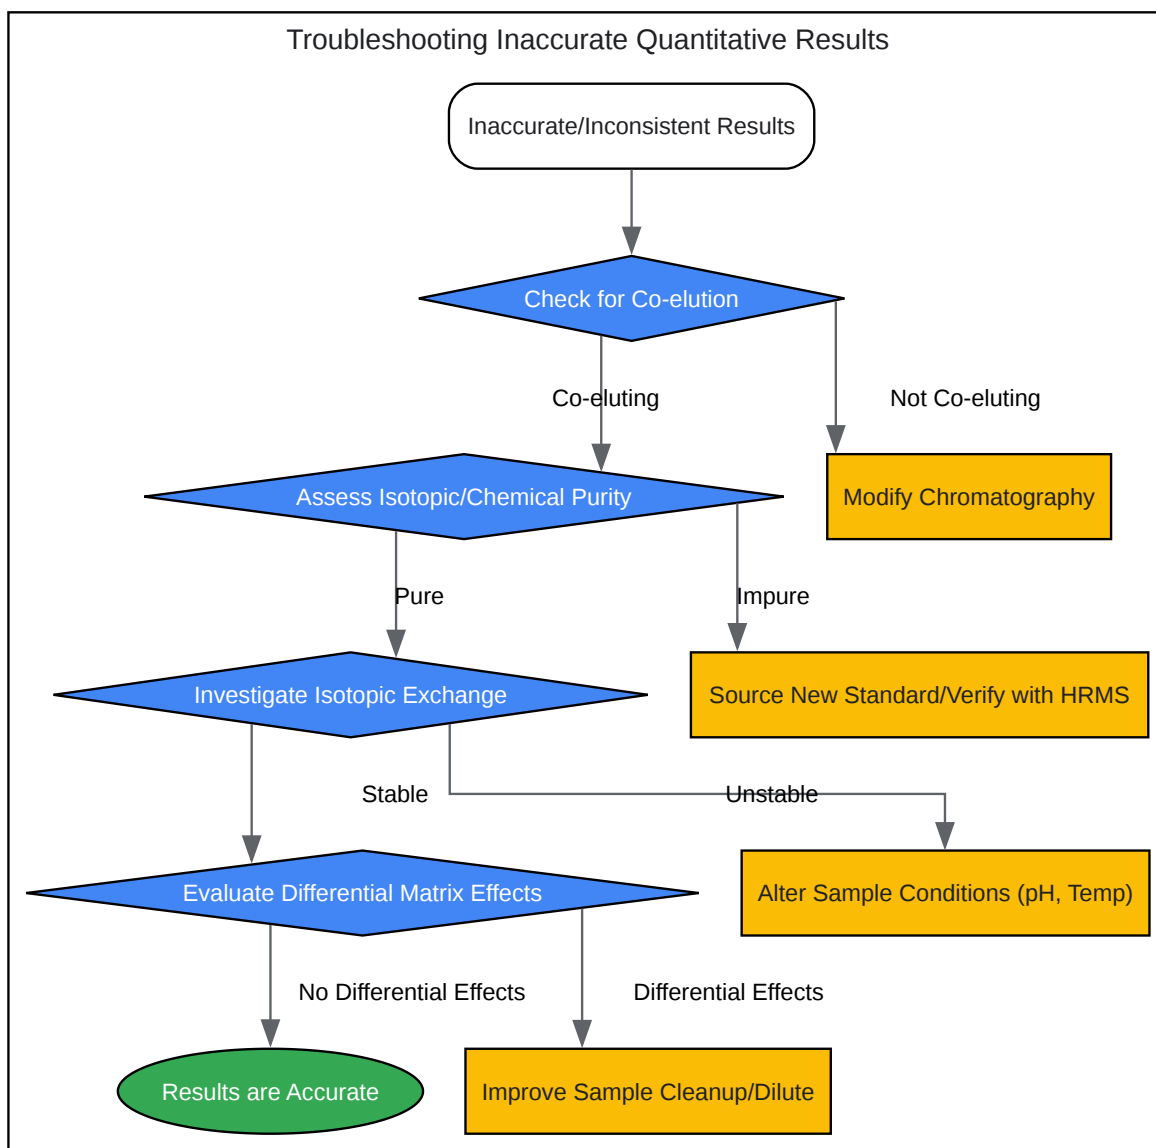 Troubleshooting Inaccurate Quantitative Results
Inaccurate/Inconsistent Results
Check for Co-elution
Co-eluting
Not Co-eluting
Assess Isotopic/Chemical Purity
Modify Chromatography
Pure
Impure
Investigate Isotopic Exchange
Source New Standard/Verify with HRMS
Stable
Unstable
Evaluate Differential Matrix Effects
Alter Sample Conditions (pH, Temp)
No Differential Effects
Differential Effects
Results are Accurate
Improve Sample Cleanup/Dilute